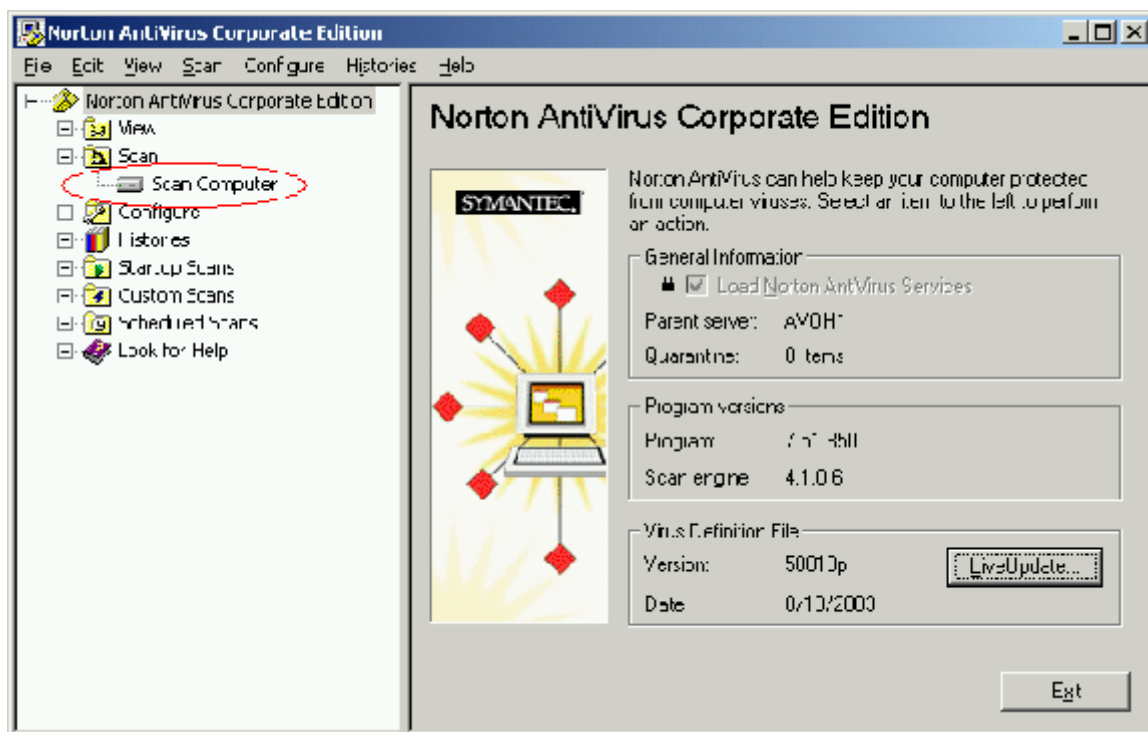 Norton AntiVirus Corporate Edition
File Edit View Scan Configure Histories Help
Norton AntiVirus Corporate Edition
View
Scan
Scan Computer
Configure
Histories
Startup Scans
Custom Scans
Scheduled Scans
Look for Help
Norton AntiVirus Corporate Edition
SYMANTEC.
Norton AntiVirus can help keep your computer protected
from computer viruses. Select an item to the left to perform
an action.
General Information
Load Norton AntiVirus Services
Parent server:
Quarantine: 0 items
Program versions
Program:
Scan engine 4.1.0.6
Virus Definition File
Version:
LiveUpdate...
Date
Exit